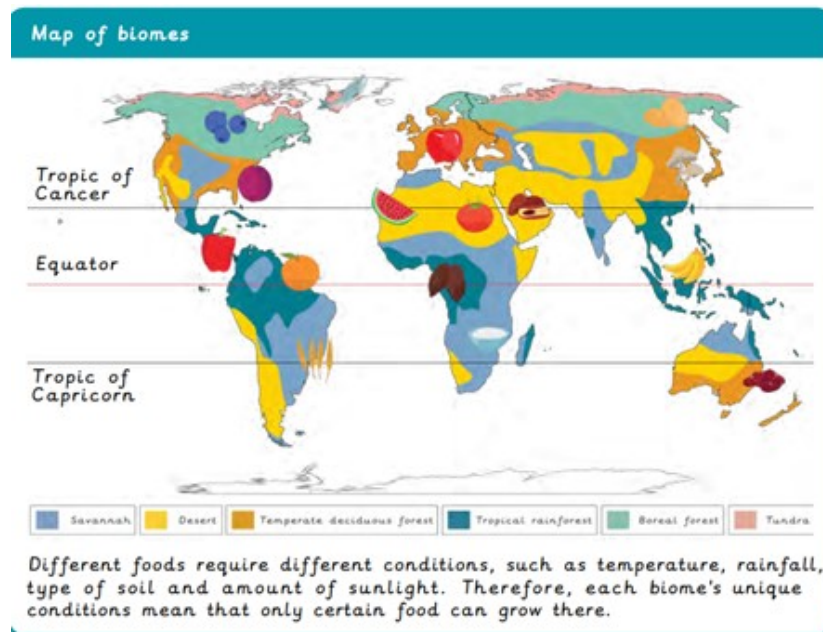 Map of biomes
Tropic of
Cancer
Equator
Tropic of
Capricorn
Savannah
Desert
Temperate deciduous forest
Tropical rainforest
Boreal forest
Tundra
Different foods require different conditions, such as temperature, rainfall,
type of soil and amount of sunlight. Therefore, each biome's unique
conditions mean that only certain food can grow there.